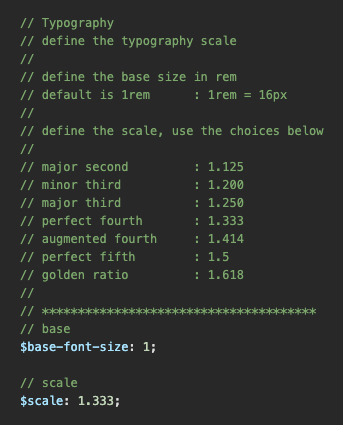 // Typography
// define the typography scale
//
// define the base size in rem
// default is 1rem      : 1rem = 16px
//
// define the scale, use the choices below
//
// major second         : 1.125
// minor third          : 1.200
// major third          : 1.250
// perfect fourth       : 1.333
// augmented fourth     : 1.414
// perfect fifth        : 1.5
// golden ratio         : 1.618
//
// **************************************
// base
$base-font-size: 1;
// scale
$scale: 1.333;